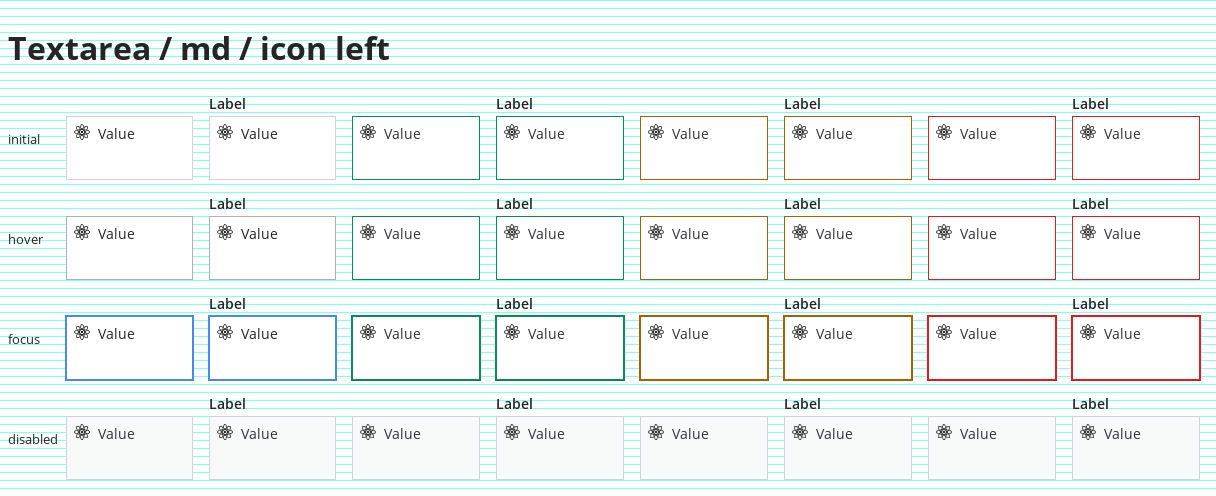 Textarea / md / icon left
Label Label Label Label
initial Value Value Value Value Value Value Value Value
Label Label Label Label
hover Value Value Value Value Value Value Value Value
Label Label Label Label
focus Value Value Value Value Value Value Value Value
Label Label Label Label
disabled Value Value Value Value Value Value Value Value